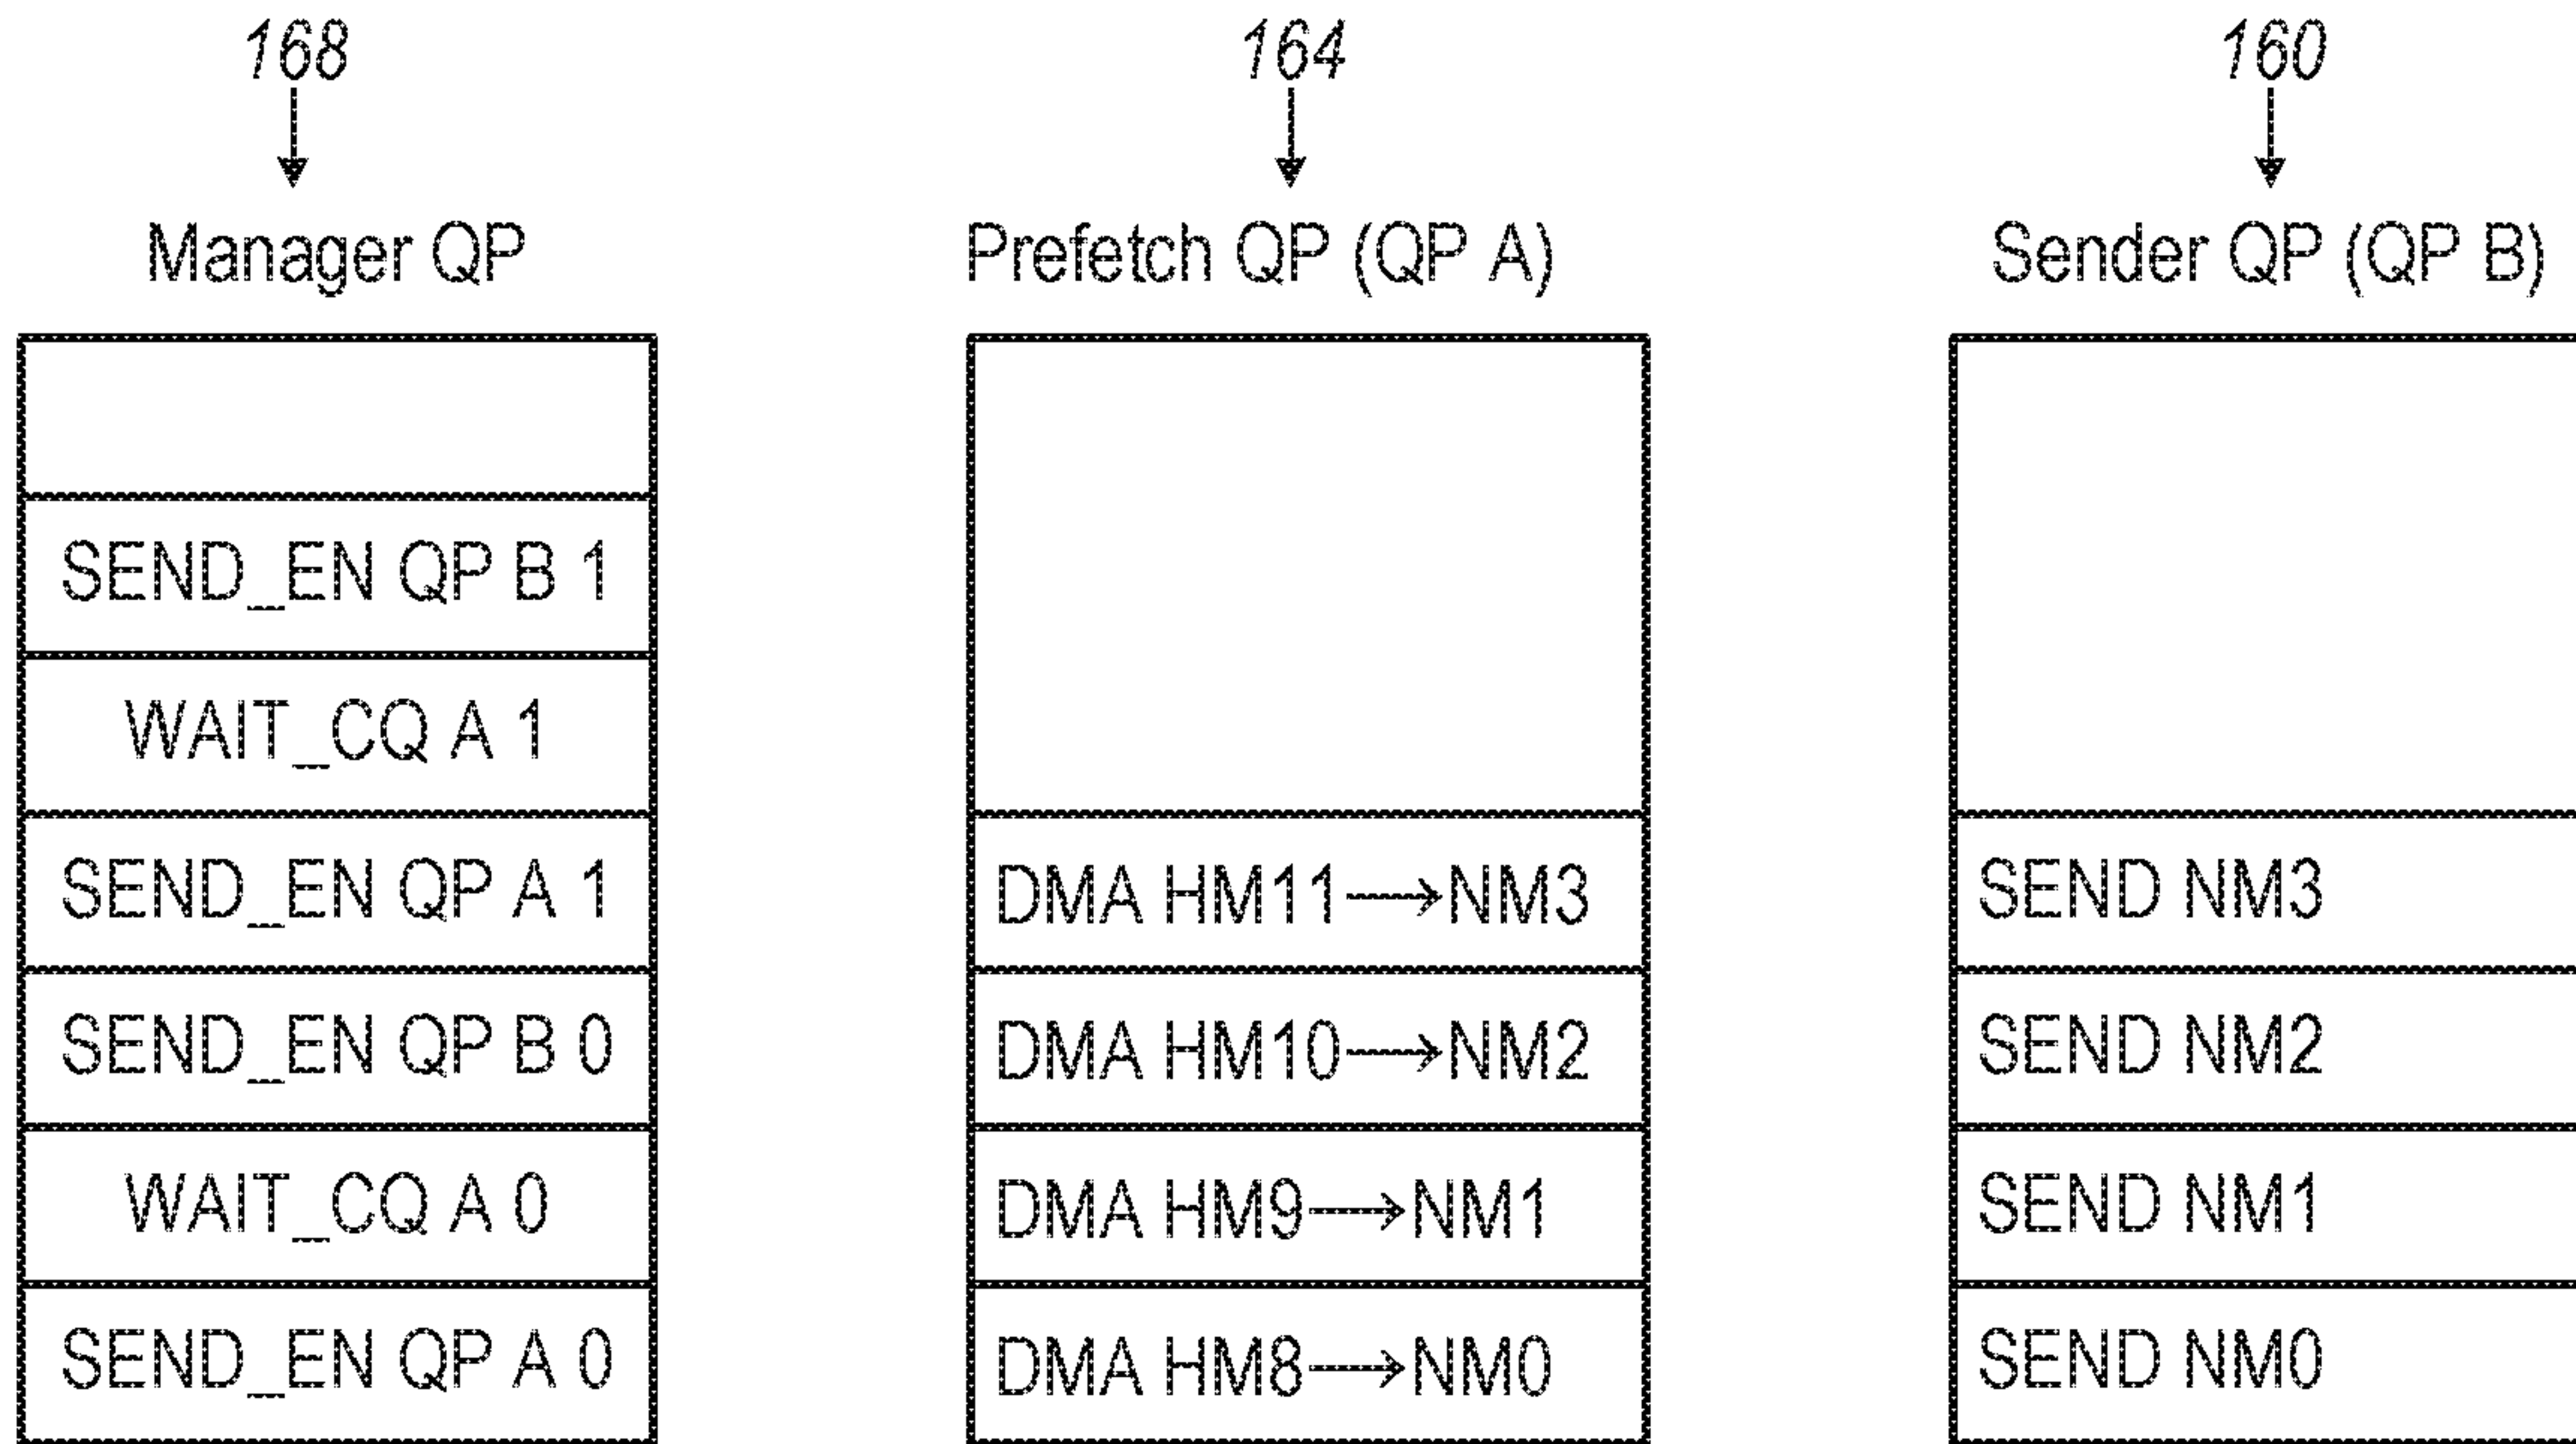 168
164
160
Manager QP
Prefetch QP (QP A)
Sender QP (QP B)
SEND_EN QP B 1
WAIT_CQ A 1
SEND_EN QP A 1
SEND_EN QP B 0
WAIT_CQ A 0
SEND_EN QP A 0
DMA HM11→NM3
DMA HM10→NM2
DMA HM9→NM1
DMA HM8→NM0
SEND NM3
SEND NM2
SEND NM1
SEND NM0